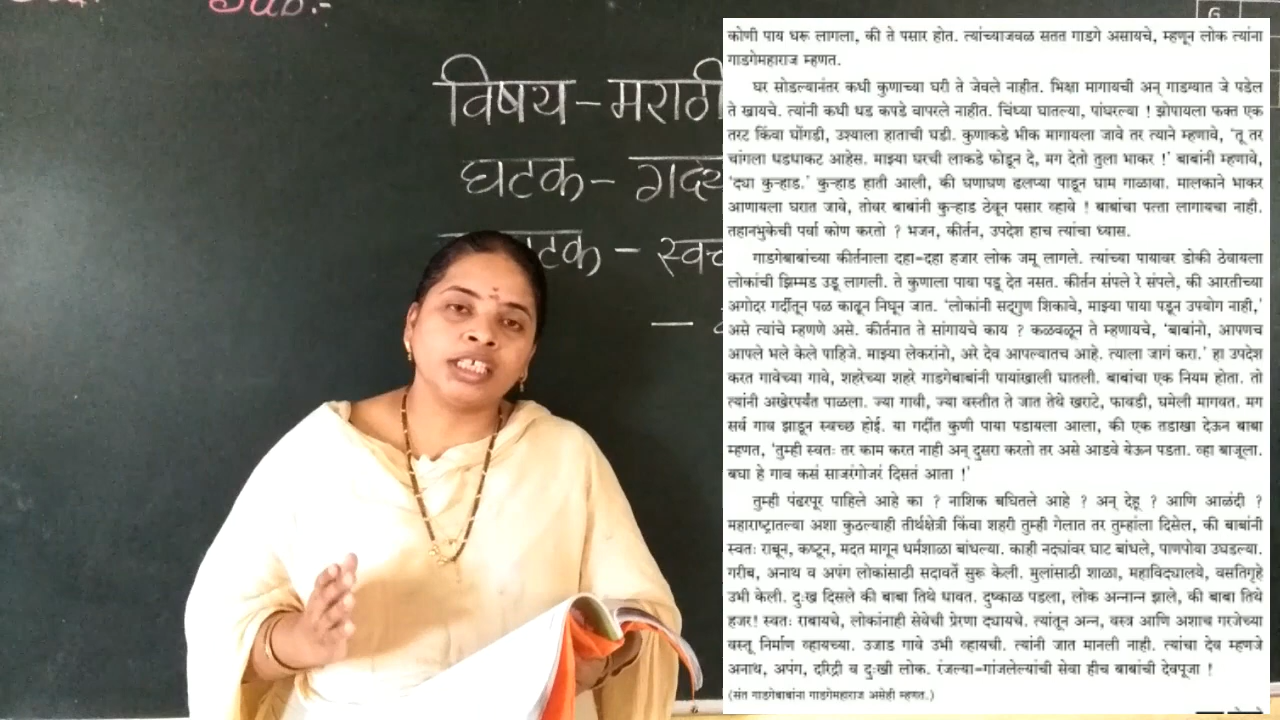 Sub:-
विषय - मराठी
घटक - गद्य
घटक - स्वच
-
G
कोणी पाय धरू लागला, की ते पसार होत. त्यांच्याजवळ सतत गाडगे असायचे, म्हणून लोक त्यांना
गाडगेमहाराज म्हणत.
घर सोडल्यानंतर कधी कुणाच्या घरी ते जेवले नाहीत. भिक्षा मागायची अन् गाडग्यात जे पडेल
ते खायचे. त्यांनी कधी धड कपडे वापरले नाहीत. चिंध्या घातल्या, पांघरल्या ! झोपायला फक्त एक
तरट किंवा घोंगडी, उश्याला हाताची घडी. कुणाकडे भीक मागायला जावे तर त्याने म्हणावे, 'तू तर
चांगला धडधाकट आहेस. माझ्या घरची लाकडे फोडून दे, मग देतो तुला भाकर !' बाबांनी म्हणावे,
'द्या कुऱ्हाड.' कुऱ्हाड हाती आली, की घणाघण ढलप्या पाडून घाम गाळावा. मालकाने भाकर
आणायला घरात जावे, तोवर बाबांनी कुऱ्हाड ठेवून पसार व्हावे ! बाबांचा पत्ता लागायचा नाही.
तहानभुकेची पर्वा कोण करतो ? भजन, कीर्तन, उपदेश हाच त्यांचा ध्यास.
गाडगेबाबांच्या कीर्तनाला दहा-दहा हजार लोक जमू लागले. त्यांच्या पायावर डोकी ठेवायला
लोकांची झिम्मड उडू लागली. ते कुणाला पाया पडू देत नसत. कीर्तन संपले रे संपले, की आरतीच्या
अगोदर गर्दीतून पळ काढून निघून जात. 'लोकांनी सद्गुण शिकावे, माझ्या पाया पडून उपयोग नाही,'
असे त्यांचे म्हणणे असे. कीर्तनात ते सांगायचे काय ? कळवळून ते म्हणायचे, 'बाबांनो, आपणच
आपले भले केले पाहिजे. माझ्या लेकरांनो, अरे देव आपल्यातच आहे. त्याला जागं करा.' हा उपदेश
करत गावेच्या गावे, शहरेच्या शहरे गाडगेबाबांनी पायांखाली घातली. बाबांचा एक नियम होता. तो
त्यांनी अखेरपर्यंत पाळला. ज्या गावी, ज्या वस्तीत ते जात तेथे खराटे, फावडी, घमेली मागवत. मग
सर्व गाव झाडून स्वच्छ होई. या गर्दीत कुणी पाया पडायला आला, की एक तडाखा देऊन बाबा
म्हणत, 'तुम्ही स्वतः तर काम करत नाही अन् दुसरा करतो तर असे आडवे येऊन पडता. व्हा बाजूला.
बघा हे गाव कसं साजरंगोजरं दिसतं आता !'
तुम्ही पंढरपूर पाहिले आहे का ? नाशिक बघितले आहे ? अन् देहू ? आणि आळंदी ?
महाराष्ट्रातल्या अशा कुठल्याही तीर्थक्षेत्री किंवा शहरी तुम्ही गेलात तर तुम्हांला दिसेल, की बाबांनी
स्वतः राबून, कष्टून, मदत मागून धर्मशाळा बांधल्या. काही नद्यांवर घाट बांधले, पाणपोया उघडल्या.
गरीब, अनाथ व अपंग लोकांसाठी सदावर्ते सुरू केली. मुलांसाठी शाळा, महाविद्यालये, वसतिगृहे
उभी केली. दुःख दिसले की बाबा तिथे धावत. दुष्काळ पडला, लोक अन्नान्न झाले, की बाबा तिथे
हजर! स्वतः राबायचे, लोकांनाही सेवेची प्रेरणा द्यायचे. त्यांतून अन्न, वस्त्र आणि अशाच गरजेच्या
वस्तू निर्माण व्हायच्या. उजाड गावे उभी व्हायची. त्यांनी जात मानली नाही. त्यांचा देव म्हणजे
अनाथ, अपंग, दरिद्री व दुःखी लोक. रंजल्या-गांजलेल्यांची सेवा हीच बाबांची देवपूजा !
(संत गाडगेबाबांना गाडगेमहाराज असेही म्हणत.)